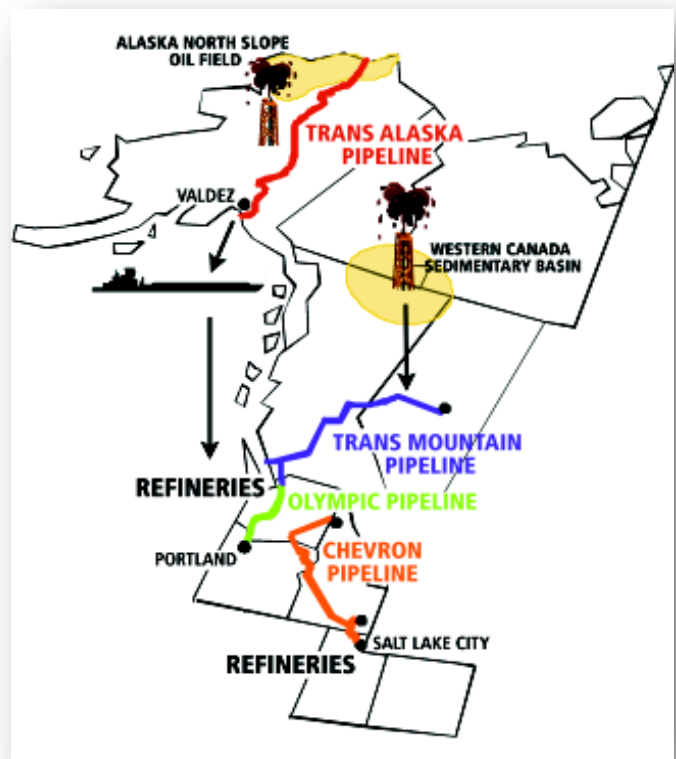 ALASKA NORTH SLOPE
OIL FIELD
TRANS ALASKA
PIPELINE
VALDEZ
WESTERN CANADA
SEDIMENTARY BASIN
TRANS MOUNTAIN
PIPELINE
REFINERIES
OLYMPIC PIPELINE
PORTLAND
CHEVRON
PIPELINE
SALT LAKE CITY
REFINERIES